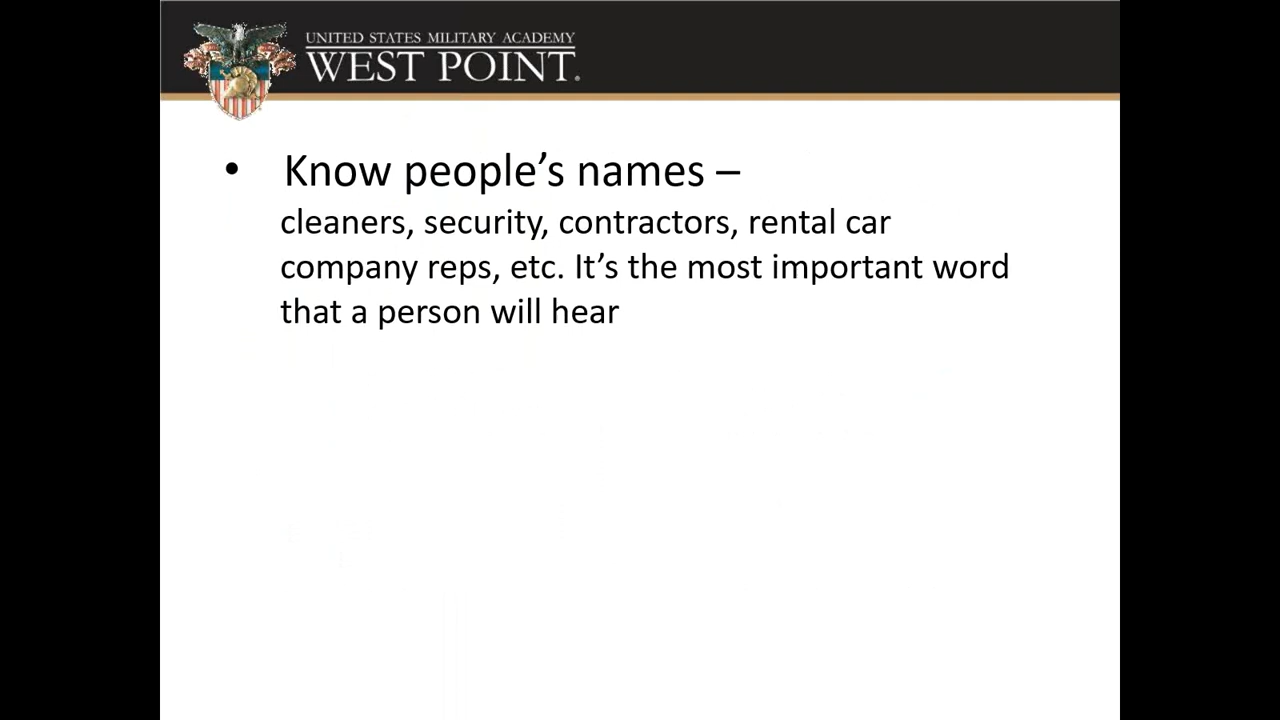 UNITED STATES MILITARY ACADEMY
WEST POINT®
• Know people’s names –
cleaners, security, contractors, rental car
company reps, etc. It’s the most important word
that a person will hear